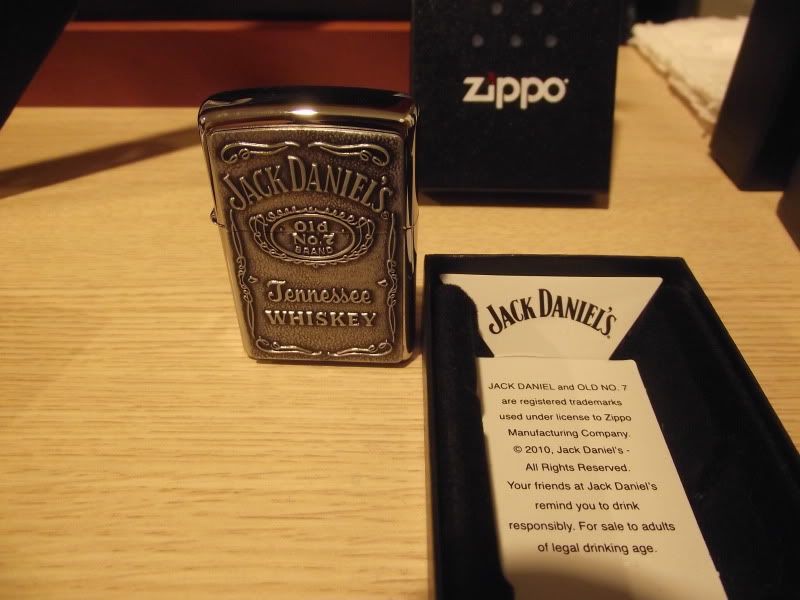 zippo
JACK DANIEL'S
Old
No. 7
BRAND
Tennessee
WHISKEY
JACK DANIEL'S
JACK DANIEL and OLD NO. 7
are registered trademarks
used under license to Zippo
Manufacturing Company.
© 2010, Jack Daniel's -
All Rights Reserved.
Your friends at Jack Daniel's
remind you to drink
responsibly. For sale to adults
of legal drinking age.